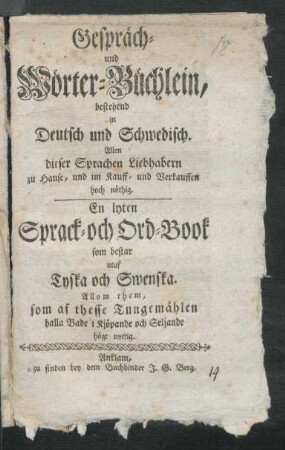 Gespräch-
und
Wörter-Büchlein,
bestehend
in
Deutsch und Schwedisch.
Allen
dieser Sprachen Liebhabern
zu Hause, und im Kauff- und Verkauffen
hoch nöthig.
En lyten
Sprack-och Ord-Book
som bestar
utaf
Tyska och Swenska.
Allom them,
som af thesse Tungemählen
halla Bade i Kjöpande och Seljande
högt nyttig.
Anklam,
zu finden bey dem Buchbinder J. G. Berg.